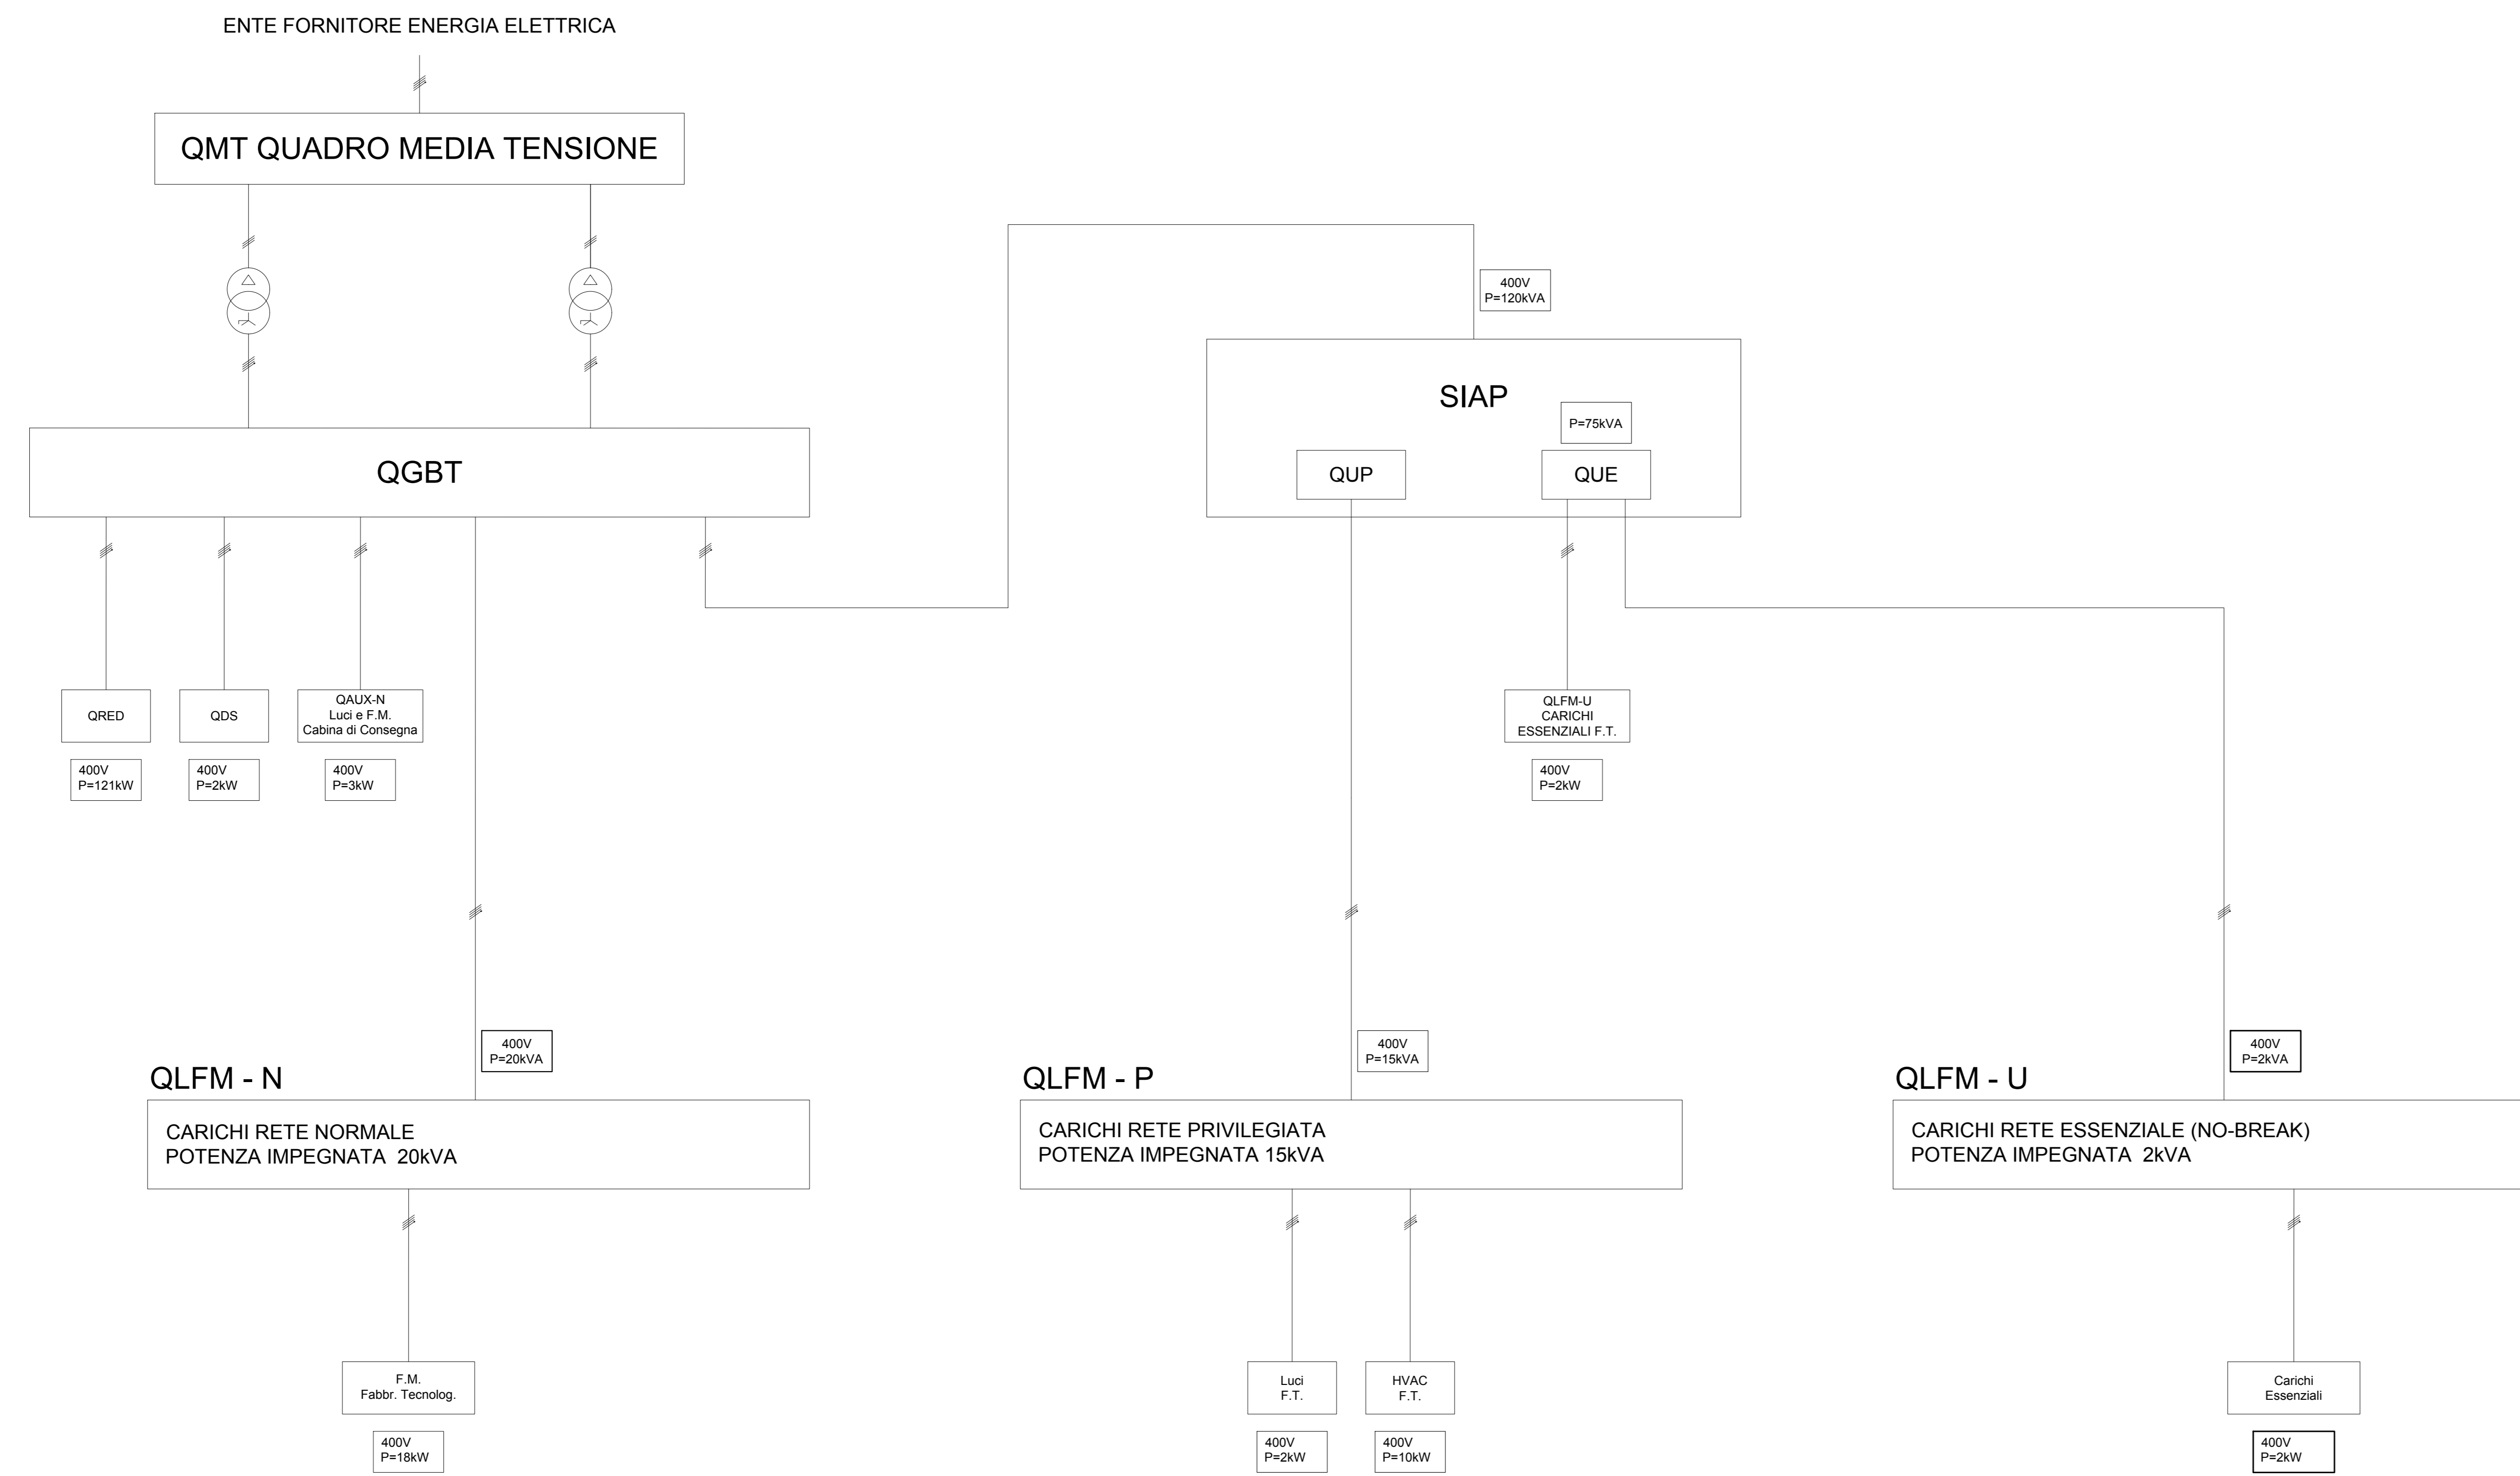 ENTE FORNITORE ENERGIA ELETTRICA
QMT QUADRO MEDIA TENSIONE
400V
P=120kVA
SIAP
P=75kVA
QUP
QUE
QGBT
QRED
400V
P=121kW
QDS
400V
P=2kW
QAUX-N
Luci e F.M.
Cabina di Consegna
400V
P=3kW
QLFM-U
CARICHI
ESSENZIALI F.T.
400V
P=2kW
400V
P=20kVA
QLFM - N
CARICHI RETE NORMALE
POTENZA IMPEGNATA 20kVA
F.M.
Fabbr. Tecnolog.
400V
P=18kW
400V
P=15kVA
QLFM - P
CARICHI RETE PRIVILEGIATA
POTENZA IMPEGNATA 15kVA
Luci
F.T.
400V
P=2kW
HVAC
F.T.
400V
P=10kW
400V
P=2kVA
QLFM - U
CARICHI RETE ESSENZIALE (NO-BREAK)
POTENZA IMPEGNATA 2kVA
Carichi
Essenziali
400V
P=2kW